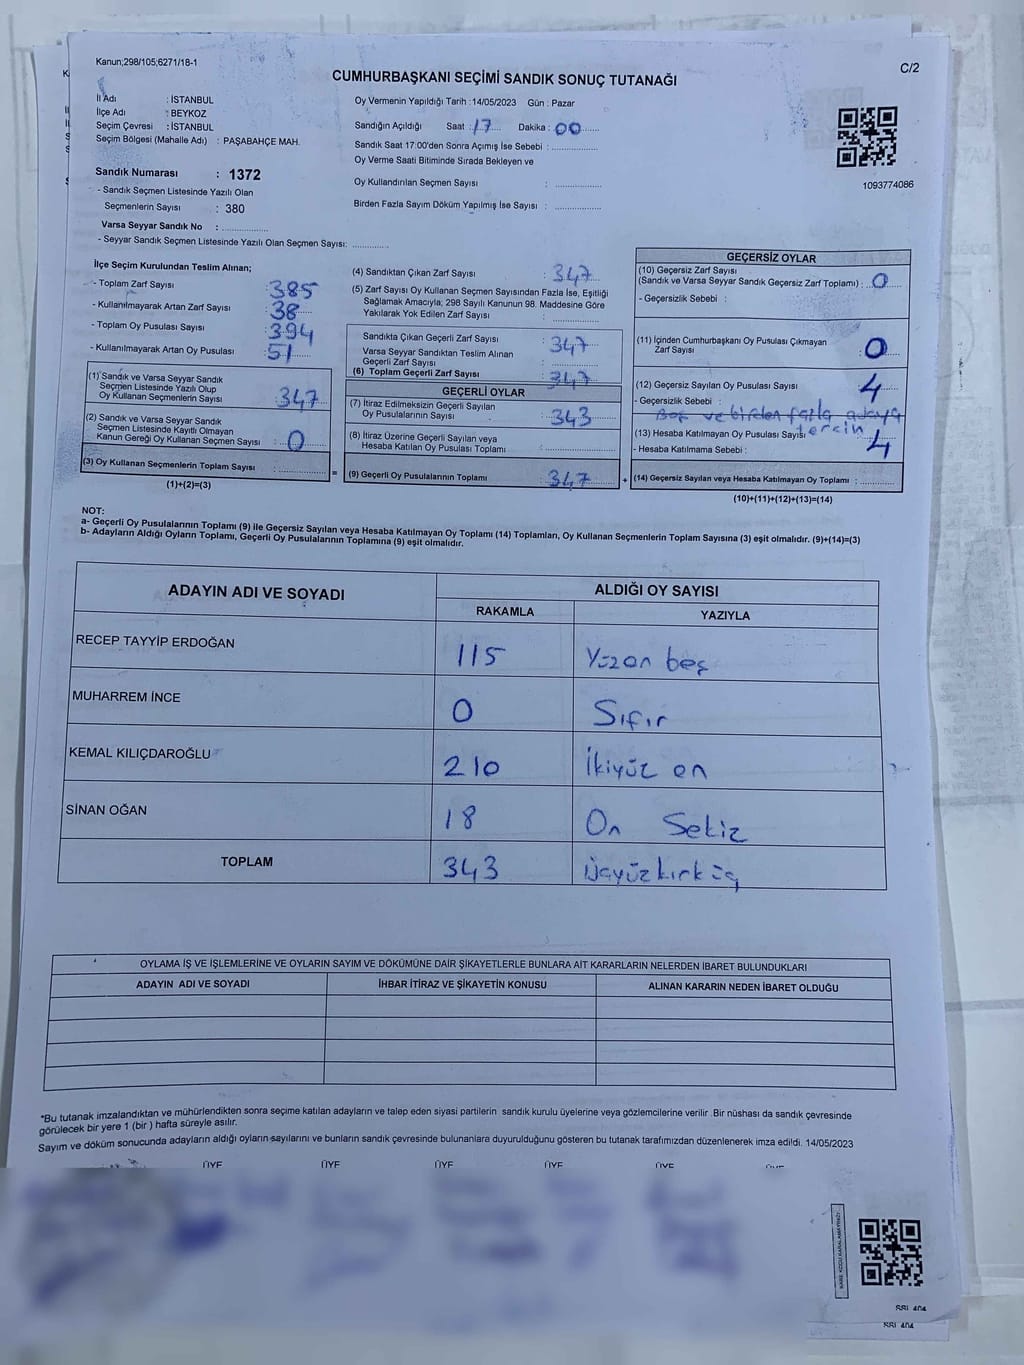 Kanun;298/105;6271/18-1
C/2
CUMHURBAŞKANI SEÇİMİ SANDIK SONUÇ TUTANAĞI
İl Adı : İSTANBUL
İlçe Adı : BEYKOZ
Seçim Çevresi : İSTANBUL
Seçim Bölgesi (Mahalle Adı) : PAŞABAHÇE MAH.
Sandık Numarası : 1372
- Sandık Seçmen Listesinde Yazılı Olan
Seçmenlerin Sayısı : 380
Varsa Seyyar Sandık No : ..............
- Seyyar Sandık Seçmen Listesinde Yazılı Olan Seçmen Sayısı: ............
Oy Vermenin Yapıldığı Tarih :14/05/2023 Gün : Pazar
Sandığın Açıldığı Saat : 17 Dakika : 00
Sandık Saat 17:00'den Sonra Açımış İse Sebebi : ..............
Oy Verme Saati Bitiminde Sırada Bekleyen ve
Oy Kullandırılan Seçmen Sayısı : ..............
Birden Fazla Sayım Döküm Yapılmış İse Sayısı : ..............
1093774086
İlçe Seçim Kurulundan Teslim Alınan;
- Toplam Zarf Sayısı : 385
- Kullanılmayarak Artan Zarf Sayısı : 38
- Toplam Oy Pusulası Sayısı : 394
- Kullanılmayarak Artan Oy Pusulası : 51
(1) Sandık ve Varsa Seyyar Sandık
Seçmen Listesinde Yazılı Olup
Oy Kullanan Seçmenlerin Sayısı : 347
(2) Sandık ve Varsa Seyyar Sandık
Seçmen Listesinde Kayıtlı Olmayan
Kanun Gereği Oy Kullanan Seçmen Sayısı : 0
(3) Oy Kullanan Seçmenlerin Toplam Sayısı : ............
(1)+(2)=(3)
(4) Sandıktan Çıkan Zarf Sayısı : 347
(5) Zarf Sayısı Oy Kullanan Seçmen Sayısından Fazla İse, Eşitliği
Sağlamak Amacıyla; 298 Sayılı Kanunun 98. Maddesine Göre
Yakılarak Yok Edilen Zarf Sayısı : ............
Sandıkta Çıkan Geçerli Zarf Sayısı : 347
Varsa Seyyar Sandıktan Teslim Alınan
Geçerli Zarf Sayısı : ............
(6) Toplam Geçerli Zarf Sayısı : 347
GEÇERLİ OYLAR
(7) İtiraz Edilmeksizin Geçerli Sayılan
Oy Pusulalarının Sayısı : 343
(8) İtiraz Üzerine Geçerli Sayılan veya
Hesaba Katılan Oy Pusulası Toplamı : ............
= (9) Geçerli Oy Pusulalarının Toplamı : 347
GEÇERSİZ OYLAR
(10) Geçersiz Zarf Sayısı
(Sandık ve Varsa Seyyar Sandık Geçersiz Zarf Toplamı) : 0
- Geçersizlik Sebebi :
(11) İçinden Cumhurbaşkanı Oy Pusulası Çıkmayan
Zarf Sayısı : 0
(12) Geçersiz Sayılan Oy Pusulası Sayısı : 4
- Geçersizlik Sebebi :
Boş ve birden fazla adaya
tercih
(13) Hesaba Katılmayan Oy Pusulası Sayısı : 4
- Hesaba Katılmama Sebebi :
+ (14) Geçersiz Sayılan veya Hesaba Katılmayan Oy Toplamı : ............
(10)+(11)+(12)+(13)=(14)
NOT:
a- Geçerli Oy Pusulalarının Toplamı (9) ile Geçersiz Sayılan veya Hesaba Katılmayan Oy Toplamı (14) Toplamları, Oy Kullanan Seçmenlerin Toplam Sayısına (3) eşit olmalıdır. (9)+(14)=(3)
b- Adayların Aldığı Oyların Toplamı, Geçerli Oy Pusulalarının Toplamına (9) eşit olmalıdır.
ADAYIN ADI VE SOYADI ALDIĞI OY SAYISI
RAKAMLA YAZIYLA
RECEP TAYYİP ERDOĞAN 115 Yüzon beş
MUHARREM İNCE 0 Sıfır
KEMAL KILIÇDAROĞLU 210 İkiyüz on
SİNAN OĞAN 18 On Sekiz
TOPLAM 343 Üçyüzkırküç
OYLAMA İŞ VE İŞLEMLERİNE VE OYLARIN SAYIM VE DÖKÜMÜNE DAİR ŞİKAYETLERLE BUNLARA AİT KARARLARIN NELERDEN İBARET BULUNDUKLARI
ADAYIN ADI VE SOYADI İHBAR İTİRAZ VE ŞİKAYETİN KONUSU ALINAN KARARIN NEDEN İBARET OLDUĞU
*Bu tutanak imzalandıktan ve mühürlendikten sonra seçime katılan adayların ve talep eden siyasi partilerin sandık kurulu üyelerine veya gözlemcilerine verilir .Bir nüshası da sandık çevresinde
görülecek bir yere 1 (bir ) hafta süreyle asılır.
Sayım ve döküm sonucunda adayların aldığı oyların sayılarını ve bunların sandık çevresinde bulunanlara duyurulduğunu gösteren bu tutanak tarafımızdan düzenlenerek imza edildi. 14/05/2023
ÜYE ÜYE ÜYE ÜYE ÜYE